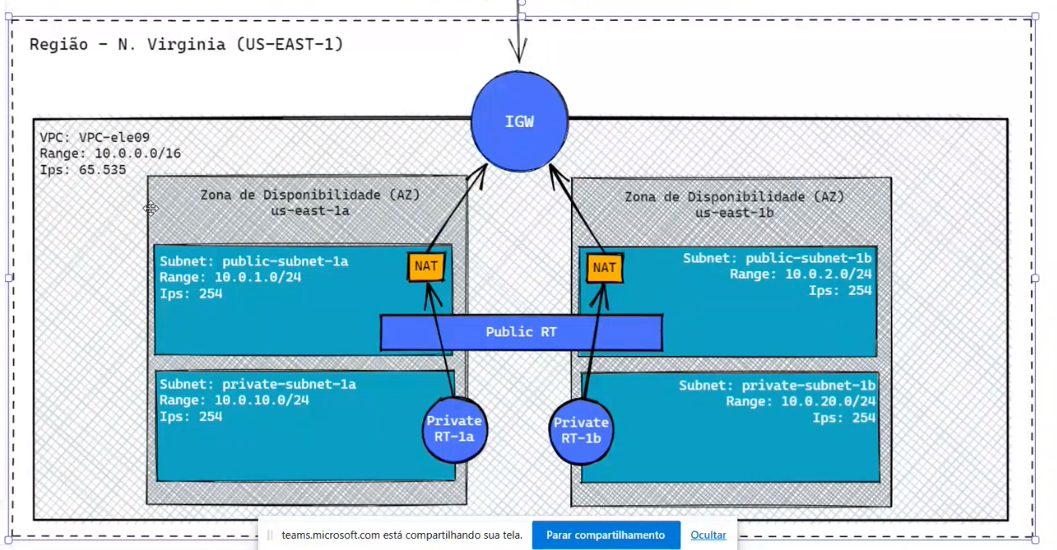 Região - N. Virginia (US-EAST-1)
IGW
VPC: VPC-ele09
Range: 10.0.0.0/16
Ips: 65.535
Zona de Disponibilidade (AZ)
us-east-1a
Zona de Disponibilidade (AZ)
us-east-1b
Subnet: public-subnet-1a
Range: 10.0.1.0/24
Ips: 254
NAT
NAT
Subnet: public-subnet-1b
Range: 10.0.2.0/24
Ips: 254
Public RT
Subnet: private-subnet-1a
Range: 10.0.10.0/24
Ips: 254
Private
RT-1a
Private
RT-1b
Subnet: private-subnet-1b
Range: 10.0.20.0/24
Ips: 254
teams.microsoft.com está compartilhando sua tela.
Parar compartilhamento
Ocultar